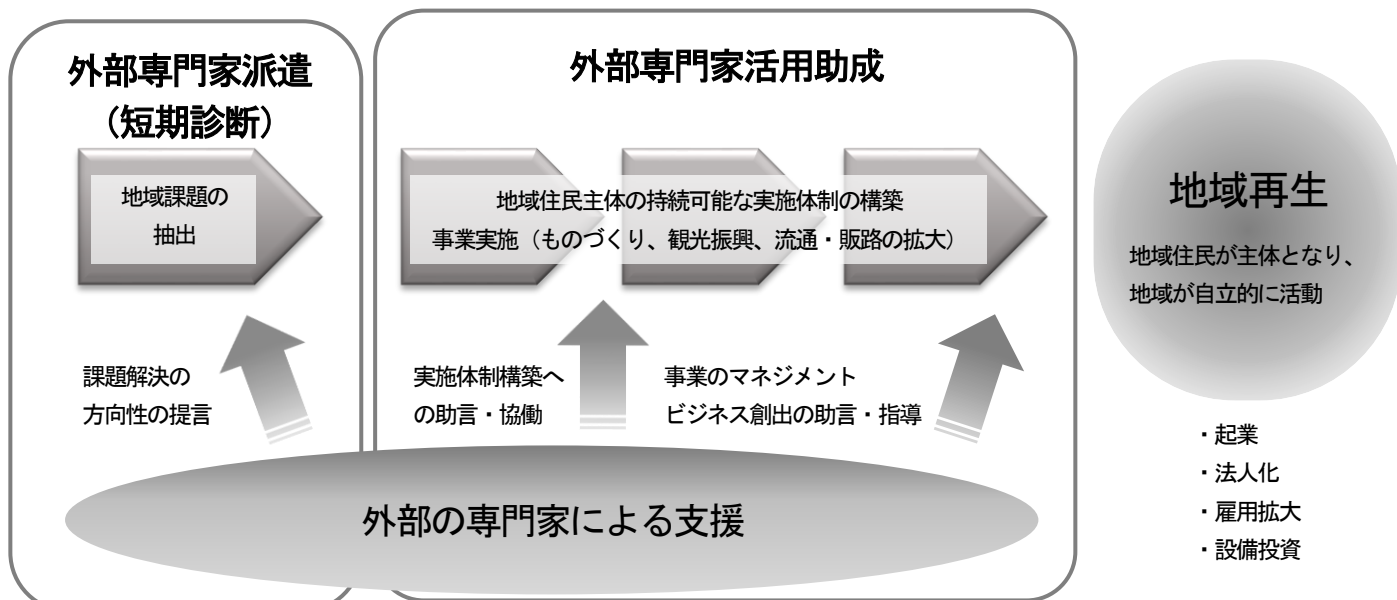 外部専門家派遣
（短期診断）
地域課題の
抽出
課題解決の
方向性の提言
外部専門家活用助成
地域住民主体の持続可能な実施体制の構築
事業実施（ものづくり、観光振興、流通・販路の拡大）
実施体制構築へ
の助言・協働
事業のマネジメント
ビジネス創出の助言・指導
外部の専門家による支援
地域再生
地域住民が主体となり、
地域が自立的に活動
・起業
・法人化
・雇用拡大
・設備投資